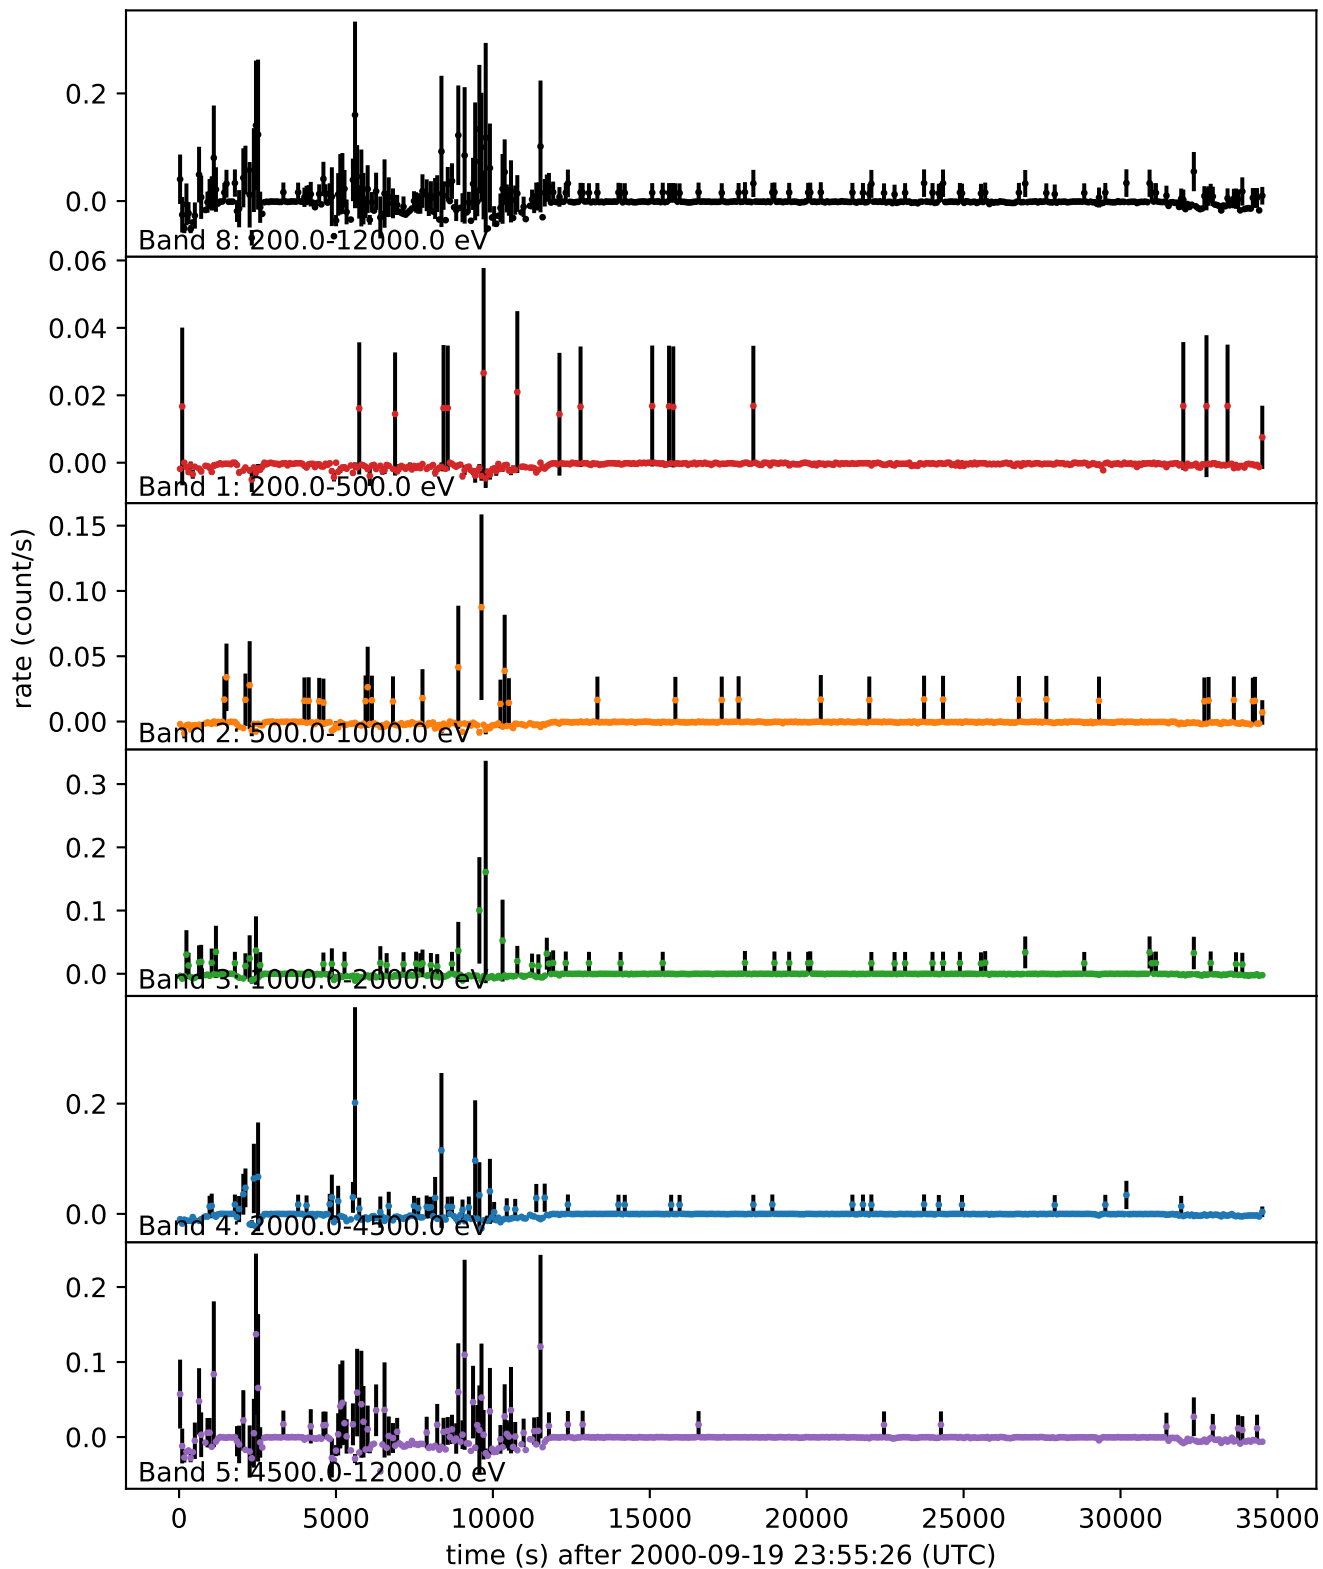 0.2
0.0
Band 8: 200.0-12000.0 eV
0.06
0.04
0.02
0.00
Band 1: 200.0-500.0 eV
rate (count/s)
0.15
0.10
0.05
0.00
Band 2: 500.0-1000.0 eV
0.3
0.2
0.1
0.0
Band 3: 1000.0-2000.0 eV
0.2
0.0
Band 4: 2000.0-4500.0 eV
0.2
0.1
0.0
Band 5: 4500.0-12000.0 eV
0 5000 10000 15000 20000 25000 30000 35000
time (s) after 2000-09-19 23:55:26 (UTC)